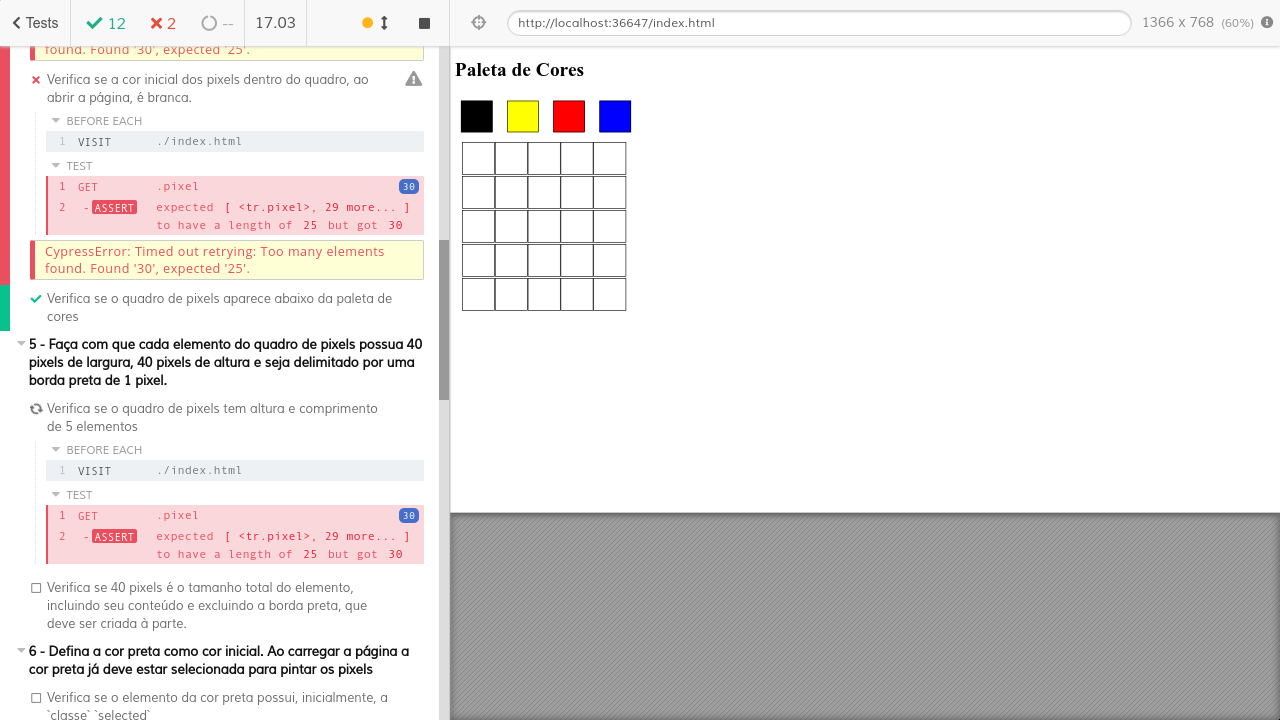 Tests 12 2 -- 17.03
http://localhost:36647/index.html 1366 x 768 (60%)
found. Found '30', expected '25'.
Verifica se a cor inicial dos pixels dentro do quadro, ao
abrir a página, é branca.
BEFORE EACH
1 VISIT ./index.html
TEST
1 GET .pixel 30
2 -ASSERT expected [ <tr.pixel>, 29 more... ]
to have a length of 25 but got 30
CypressError: Timed out retrying: Too many elements
found. Found '30', expected '25'.
Verifica se o quadro de pixels aparece abaixo da paleta de
cores
5 - Faça com que cada elemento do quadro de pixels possua 40
pixels de largura, 40 pixels de altura e seja delimitado por uma
borda preta de 1 pixel.
Verifica se o quadro de pixels tem altura e comprimento
de 5 elementos
BEFORE EACH
1 VISIT ./index.html
TEST
1 GET .pixel 30
2 -ASSERT expected [ <tr.pixel>, 29 more... ]
to have a length of 25 but got 30
Verifica se 40 pixels é o tamanho total do elemento,
incluindo seu conteúdo e excluindo a borda preta, que
deve ser criada à parte.
6 - Defina a cor preta como cor inicial. Ao carregar a página a
cor preta já deve estar selecionada para pintar os pixels
Verifica se o elemento da cor preta possui, inicialmente, a
`classe` `selected`
Paleta de Cores